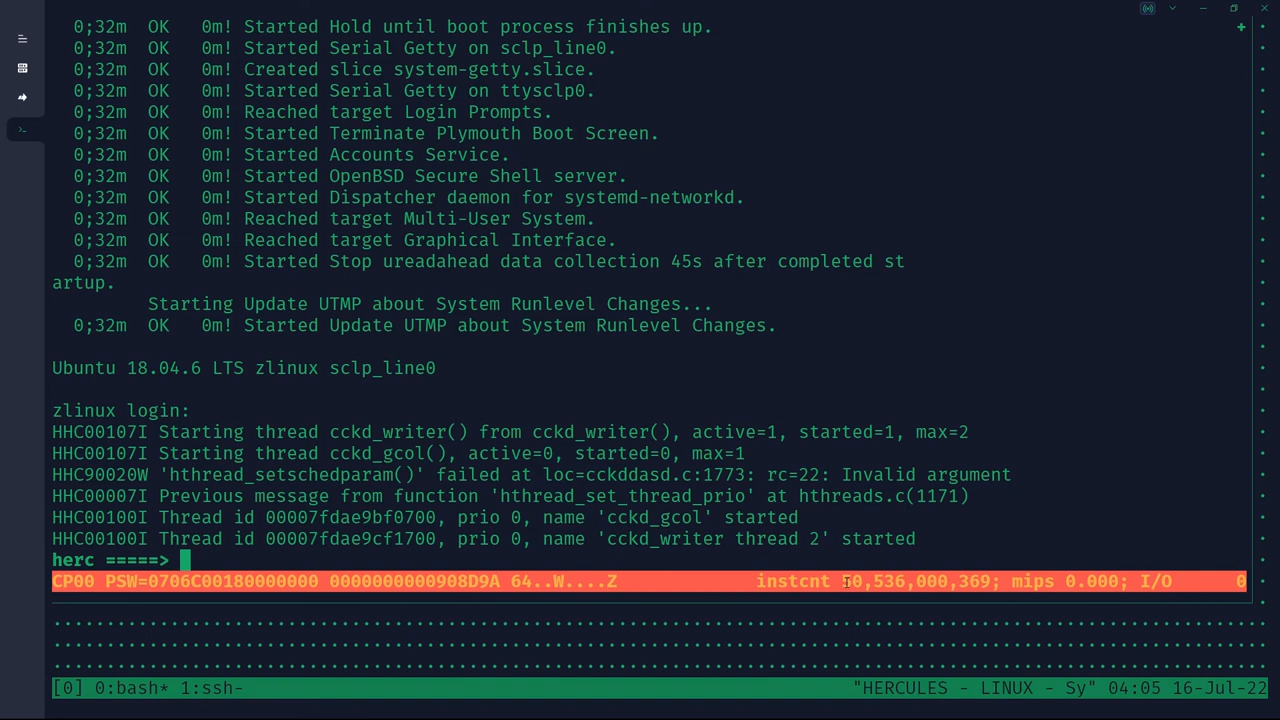 0;32m  OK   0m! Started Hold until boot process finishes up.
0;32m  OK   0m! Started Serial Getty on sclp_line0.
0;32m  OK   0m! Created slice system-getty.slice.
0;32m  OK   0m! Started Serial Getty on ttysclp0.
0;32m  OK   0m! Reached target Login Prompts.
0;32m  OK   0m! Started Terminate Plymouth Boot Screen.
0;32m  OK   0m! Started Accounts Service.
0;32m  OK   0m! Started OpenBSD Secure Shell server.
0;32m  OK   0m! Started Dispatcher daemon for systemd-networkd.
0;32m  OK   0m! Reached target Multi-User System.
0;32m  OK   0m! Reached target Graphical Interface.
0;32m  OK   0m! Started Stop ureadahead data collection 45s after completed st
artup.
Starting Update UTMP about System Runlevel Changes...
0;32m  OK   0m! Started Update UTMP about System Runlevel Changes.
Ubuntu 18.04.6 LTS zlinux sclp_line0
zlinux login:
HHC00107I Starting thread cckd_writer() from cckd_writer(), active=1, started=1, max=2
HHC00107I Starting thread cckd_gcol(), active=0, started=0, max=1
HHC90020W 'hthread_setschedparam()' failed at loc=cckddasd.c:1773: rc=22: Invalid argument
HHC00007I Previous message from function 'hthread_set_thread_prio' at hthreads.c(1171)
HHC00100I Thread id 00007fdae9bf0700, prio 0, name 'cckd_gcol' started
HHC00100I Thread id 00007fdae9cf1700, prio 0, name 'cckd_writer thread 2' started
herc =====>
CP00 PSW=0706C00180000000 0000000000908D9A 64..W....Z instcnt 50,536,000,369; mips 0.000; I/O 0
[0] 0:bash* 1:ssh- "HERCULES - LINUX - Sy" 04:05 16-Jul-22